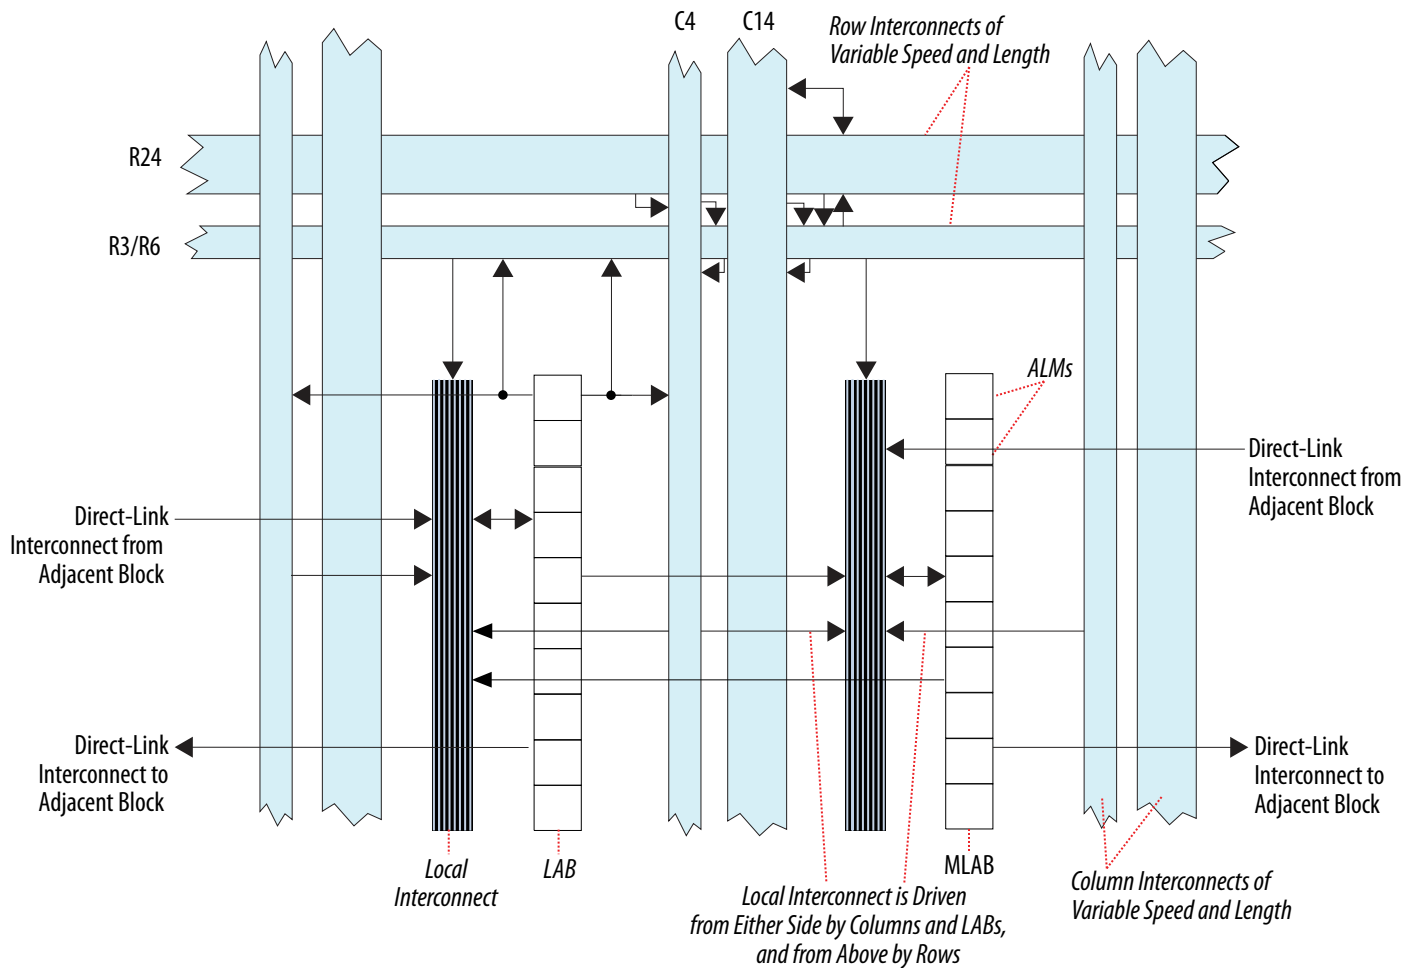 C4
C14
Row Interconnects of
Variable Speed and Length
R24
R3/R6
ALMs
Direct-Link
Interconnect from
Adjacent Block
Direct-Link
Interconnect from
Adjacent Block
Direct-Link
Interconnect to
Adjacent Block
Direct-Link
Interconnect to
Adjacent Block
Local
Interconnect
LAB
MLAB
Local Interconnect is Driven
from Either Side by Columns and LABs,
and from Above by Rows
Column Interconnects of
Variable Speed and Length